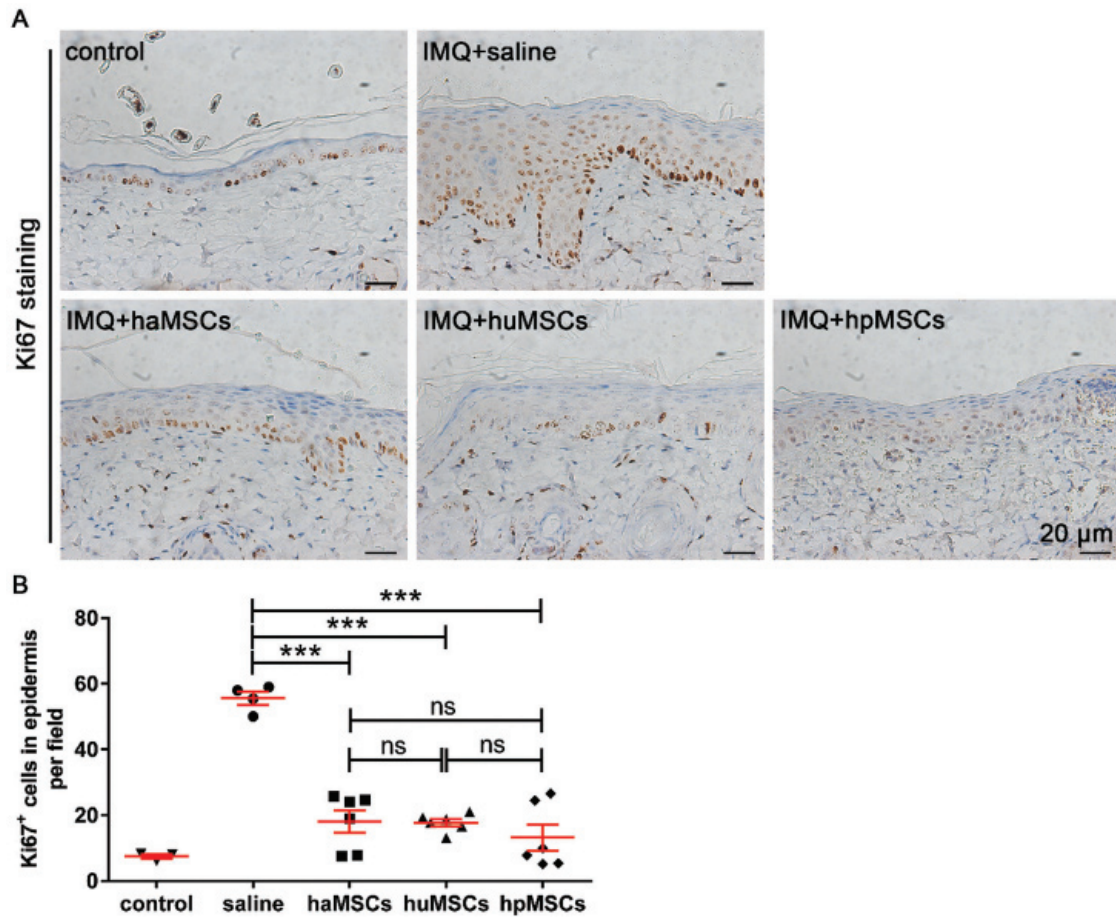 A
Ki67 staining
control
IMQ+saline
IMQ+haMSCs
IMQ+huMSCs
IMQ+hpMSCs
20 µm
B
Ki67⁺ cells in epidermis
per field
80
60
40
20
0
***
***
***
ns
ns
ns
control
saline
haMSCs
huMSCs
hpMSCs